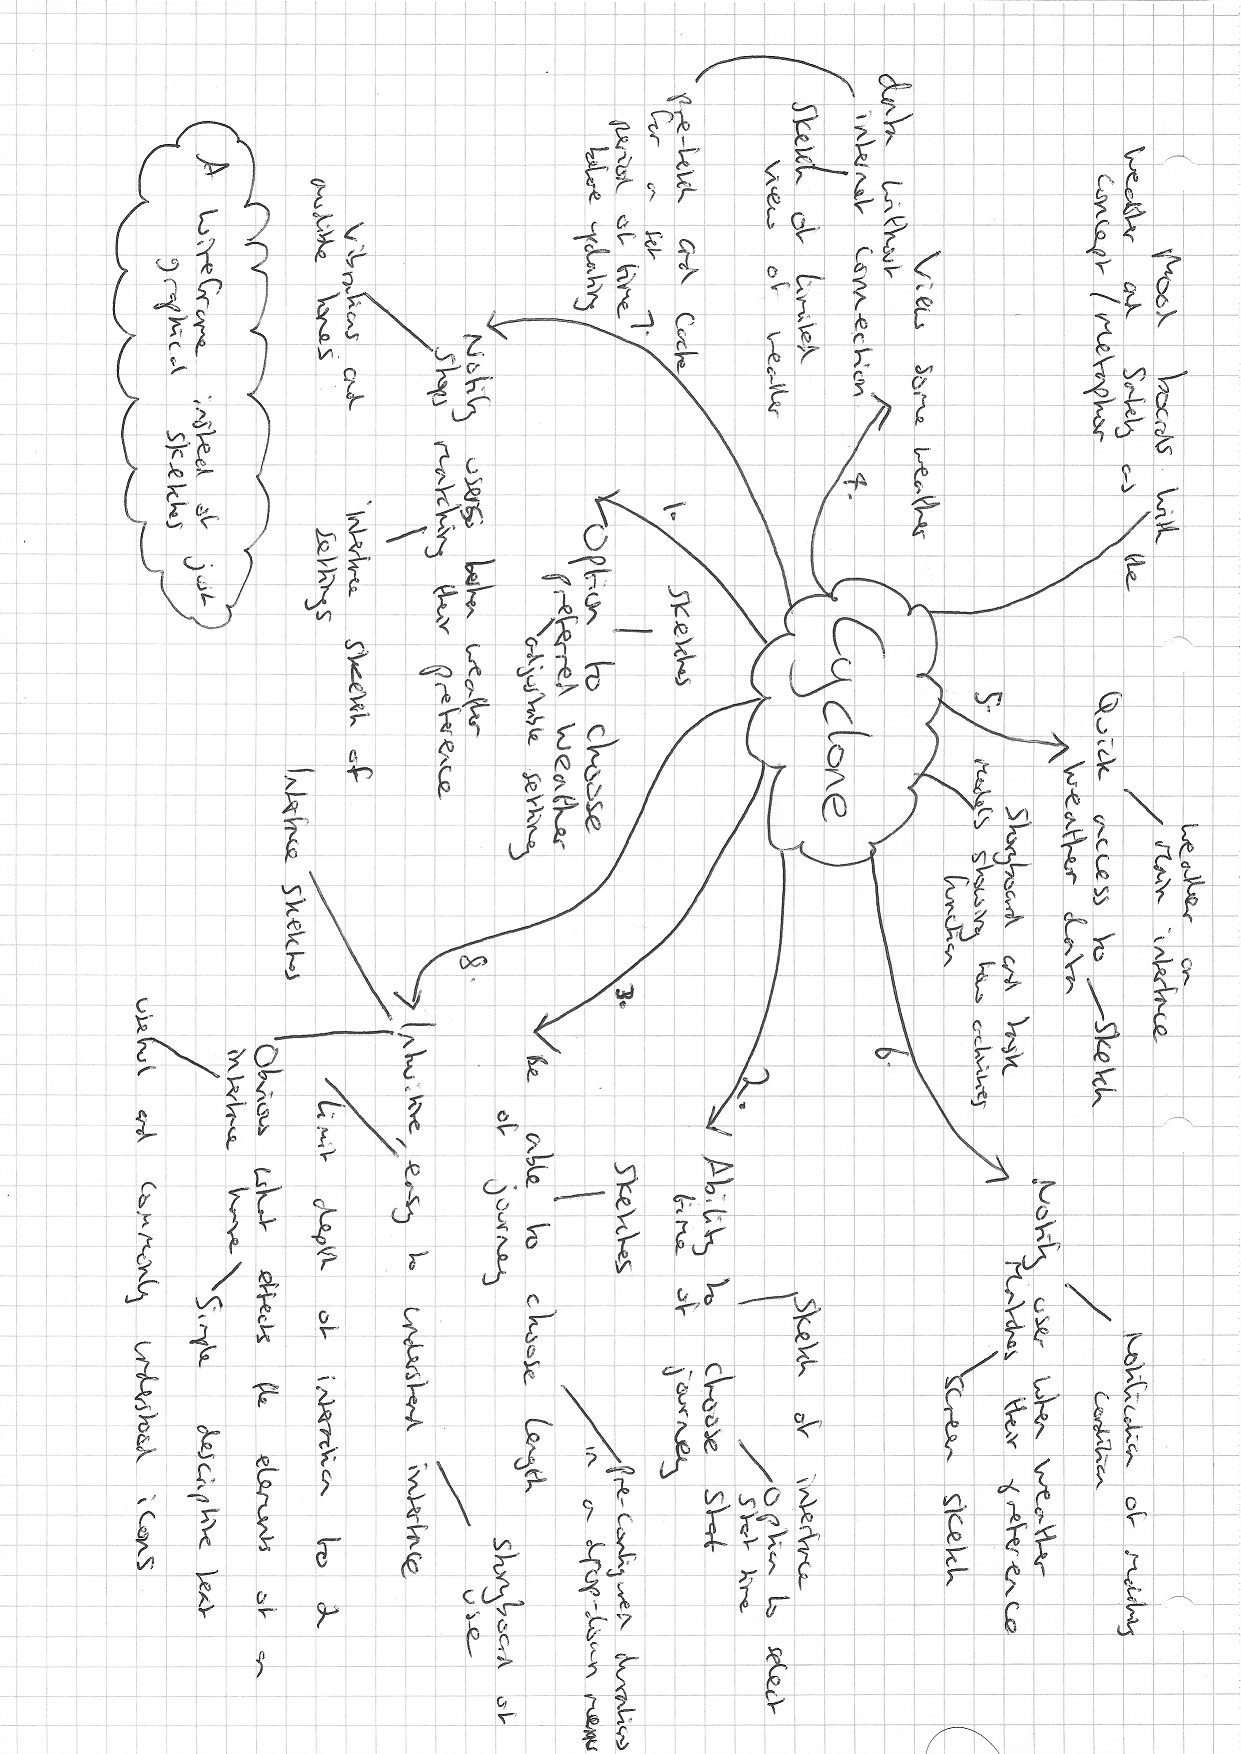 Mood boards with the
weather and safety as
concept / metaphor
View some weather
data without
internet connection
4.
Sketch of limited
view of weather
Pre-fetch and cache
for a set
period of time
before updating
5.
Quick access to
weather data
weather on
main interface
Sketch
Storyboard and task
models showing how activities
function
6.
Notify user when weather
matches their preference
Notification of matching
condition
Screen sketch
Cyclone
1.
Option to choose
preferred weather
Sketches
adjustable setting
2.
Ability to choose start
time of journey
Sketch of interface
Option to select
start time
3.
Be able to choose length
of journey
Sketches
Pre-configured durations
in a drop-down menu
7.
Notify users when weather
stops matching their preference
Vibrations and
audible tones
Interface sketch of
settings
8.
Intuitive, easy to understand interface
Interface sketches
Storyboard of
use
limit depth of interaction to 2
Obvious what effects the elements of an
interface have
Simple descriptive text
useful and commonly understood icons
A wireframe insted of just
graphical sketches